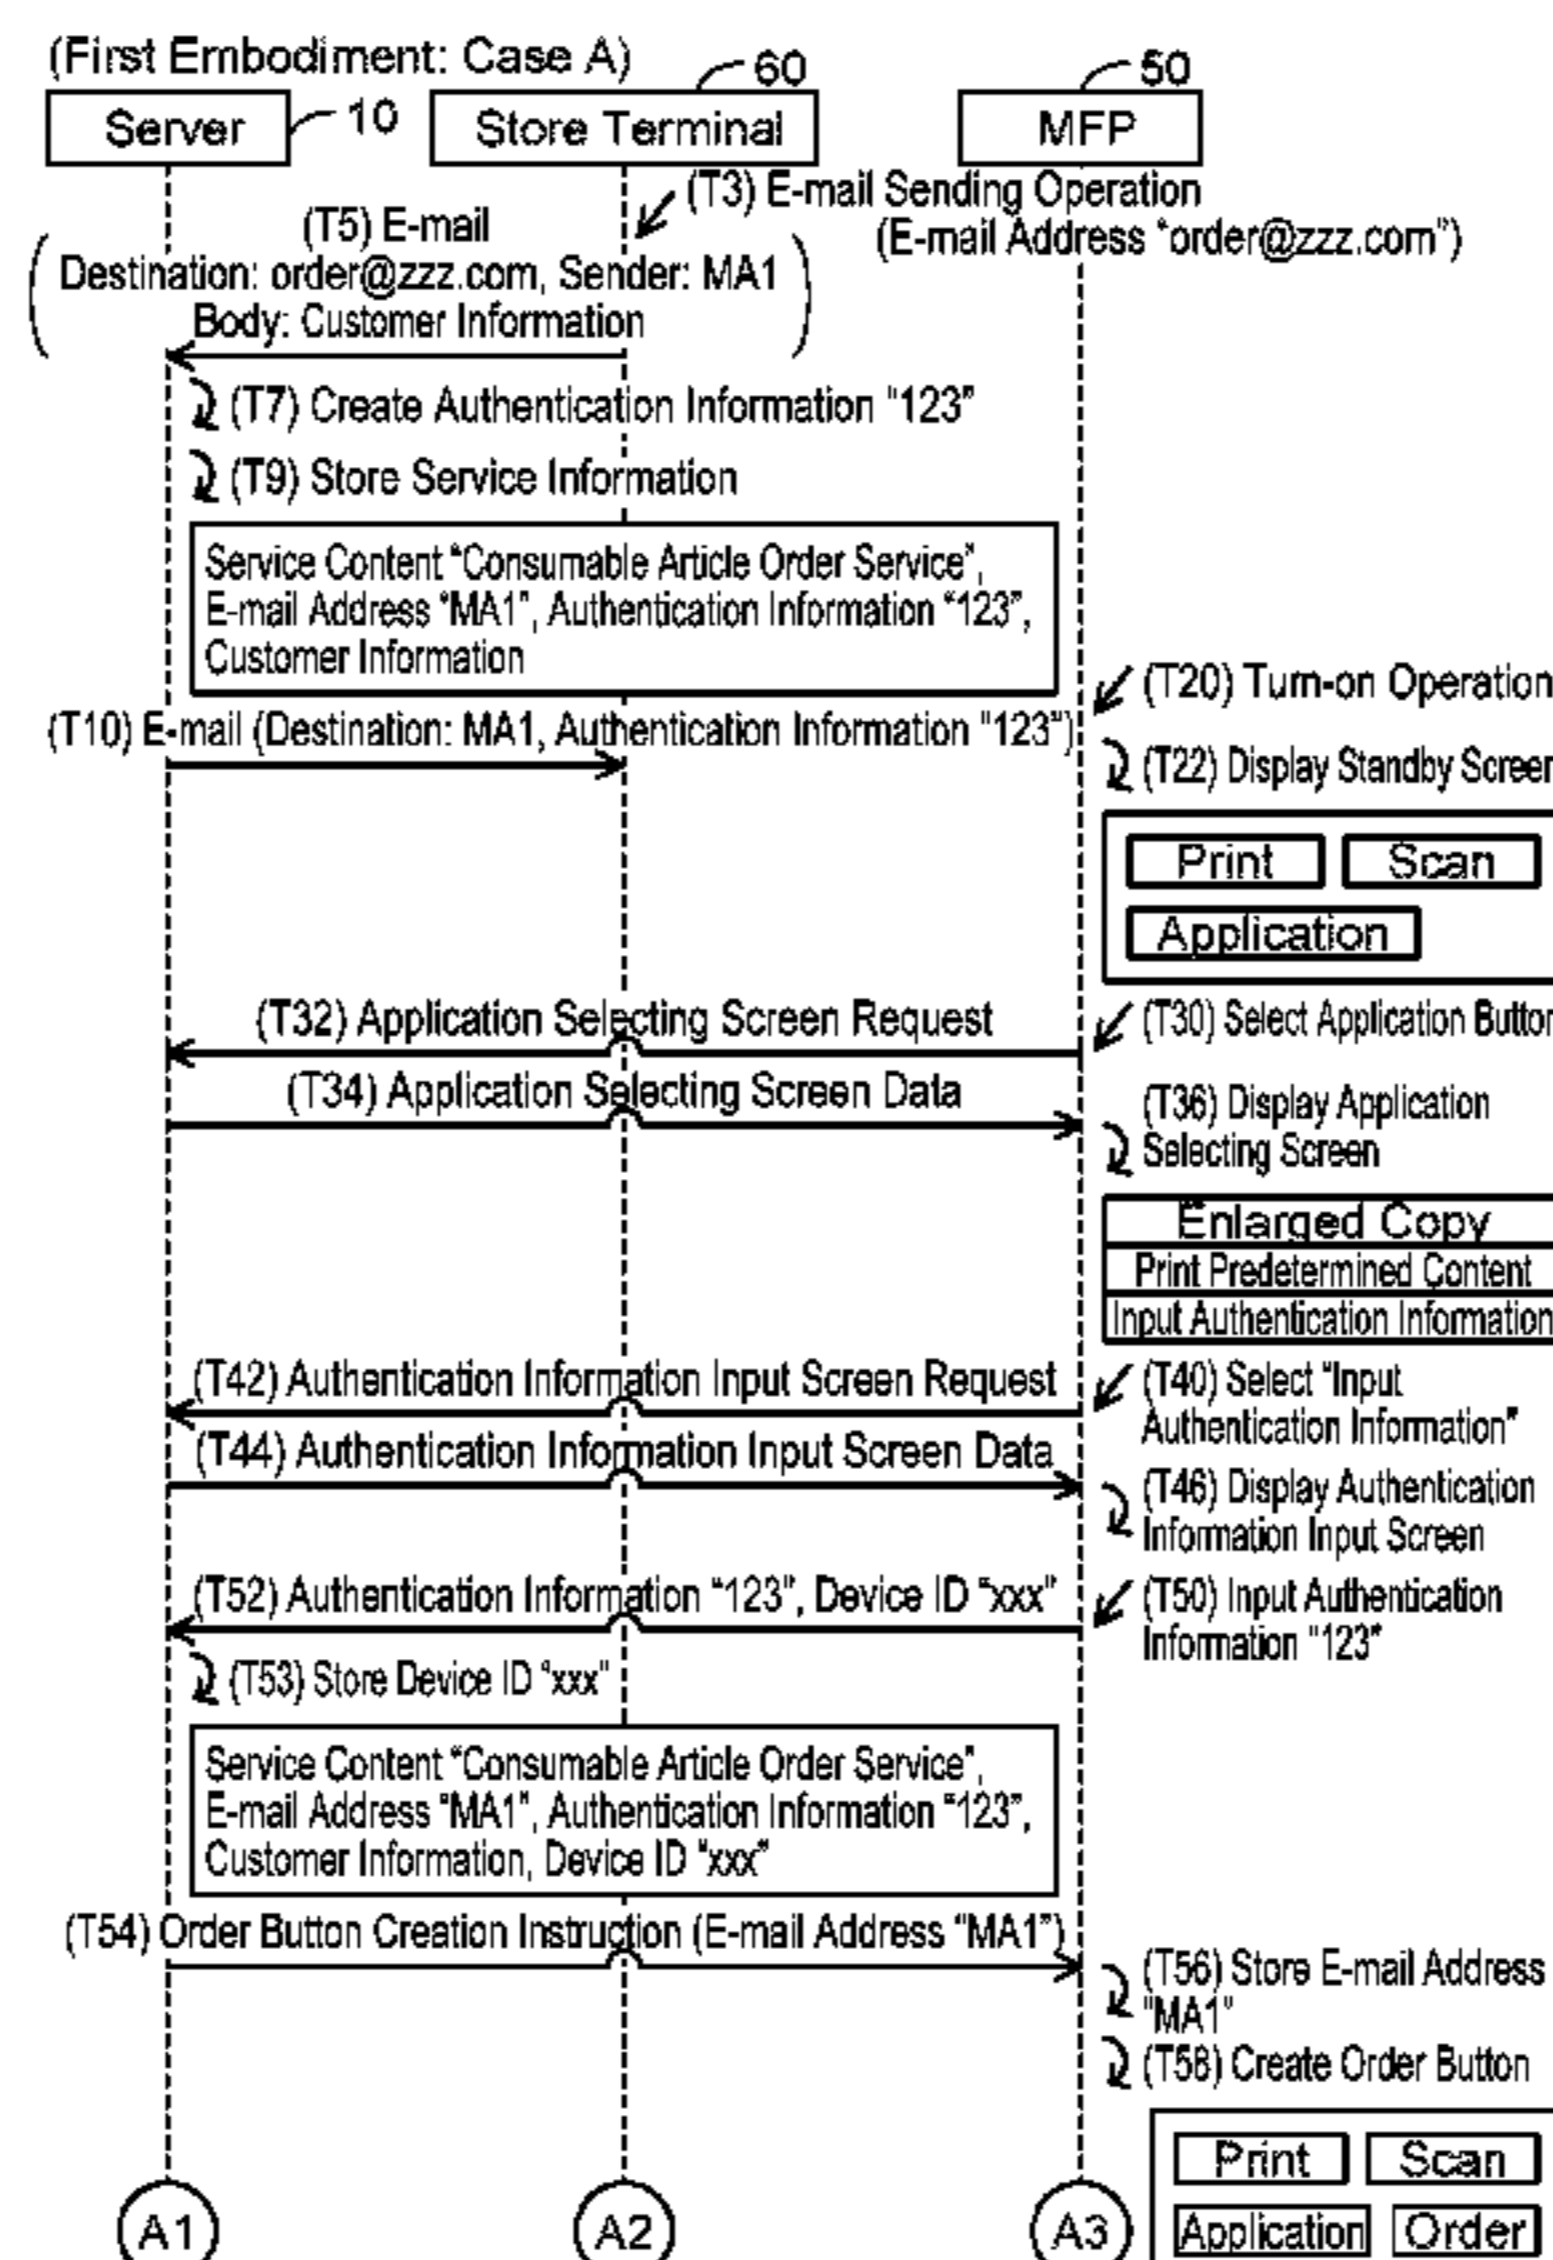 (First Embodiment: Case A)
60
50
Server
10
Store Terminal
MFP
(T3) E-mail Sending Operation
(E-mail Address "order@zzz.com")
(T5) E-mail
Destination: order@zzz.com, Sender: MA1
Body: Customer Information
(T7) Create Authentication Information "123"
(T9) Store Service Information
Service Content "Consumable Article Order Service",
E-mail Address "MA1", Authentication Information "123",
Customer Information
(T20) Turn-on Operation
(T10) E-mail (Destination: MA1, Authentication Information "123")
(T22) Display Standby Screen
Print
Scan
Application
(T32) Application Selecting Screen Request
(T30) Select Application Button
(T34) Application Selecting Screen Data
(T36) Display Application
Selecting Screen
Enlarged Copy
Print Predetermined Content
Input Authentication Information
(T42) Authentication Information Input Screen Request
(T40) Select "Input
Authentication Information"
(T44) Authentication Information Input Screen Data
(T46) Display Authentication
Information Input Screen
(T52) Authentication Information "123", Device ID "xxx"
(T50) Input Authentication
Information "123"
(T53) Store Device ID "xxx"
Service Content "Consumable Article Order Service",
E-mail Address "MA1", Authentication Information "123",
Customer Information, Device ID "xxx"
(T54) Order Button Creation Instruction (E-mail Address "MA1")
(T56) Store E-mail Address
"MA1"
(T58) Create Order Button
Print
Scan
Application
Order
A1
A2
A3